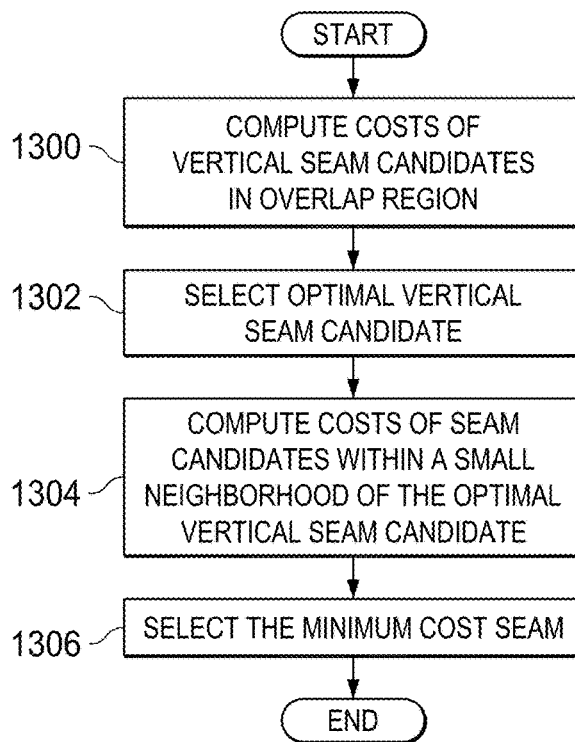 START
1300
COMPUTE COSTS OF
VERTICAL SEAM CANDIDATES
IN OVERLAP REGION
1302
SELECT OPTIMAL VERTICAL
SEAM CANDIDATE
1304
COMPUTE COSTS OF SEAM
CANDIDATES WITHIN A SMALL
NEIGHBORHOOD OF THE OPTIMAL
VERTICAL SEAM CANDIDATE
1306
SELECT THE MINIMUM COST SEAM
END